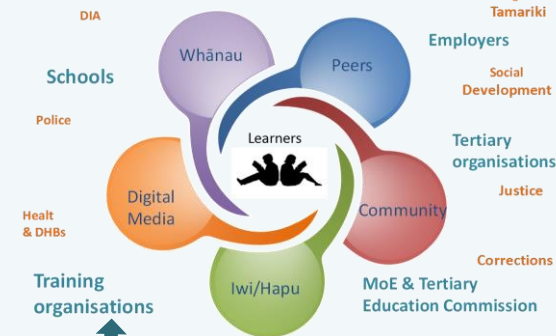 DIA
Tamariki
Whānau
Peers
Employers
Schools
Social
Development
Police
Learners
Tertiary
organisations
Digital
Media
Community
Justice
Healt
& DHBs
Corrections
Training
organisations
Iwi/Hapu
MoE & Tertiary
Education Commission